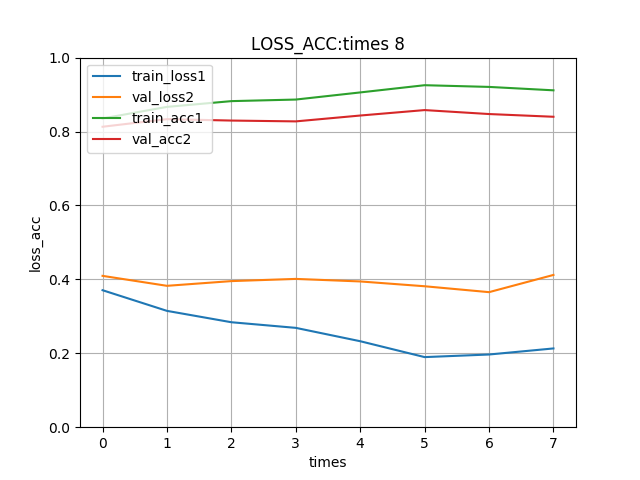 LOSS_ACC:times 8
1.0
0.8
0.6
0.4
0.2
0.0
loss_acc
train_loss1
val_loss2
train_acc1
val_acc2
0 1 2 3 4 5 6 7
times